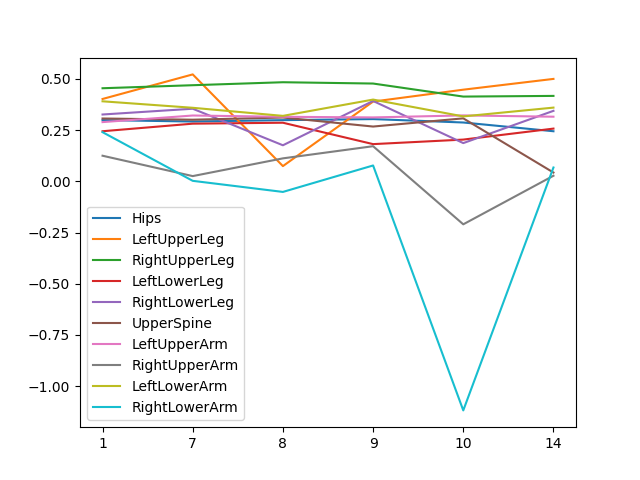 0.50
0.25
0.00
−0.25
−0.50
−0.75
−1.00
Hips
LeftUpperLeg
RightUpperLeg
LeftLowerLeg
RightLowerLeg
UpperSpine
LeftUpperArm
RightUpperArm
LeftLowerArm
RightLowerArm
1 7 8 9 10 14